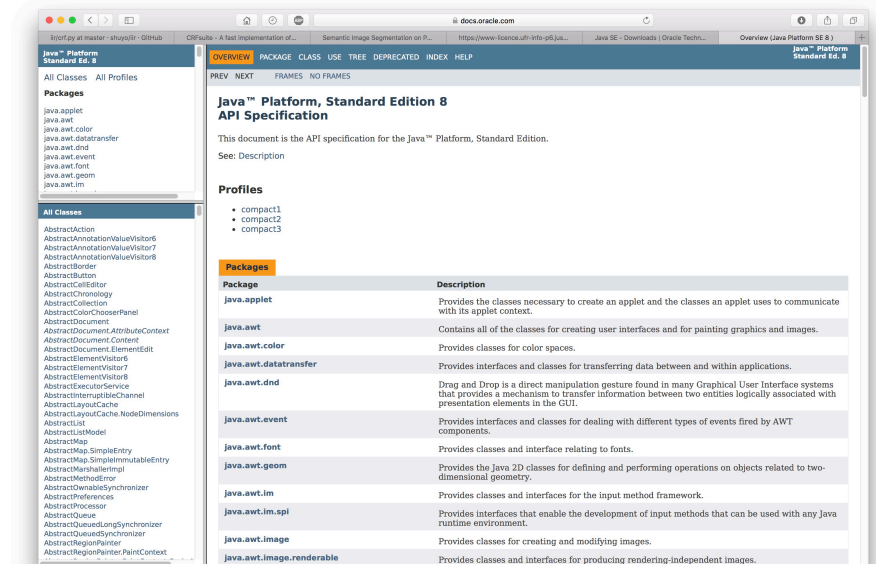 docs.oracle.com
iir/crf.py at master · shuyo/iir · GitHub
CRFsuite - A fast implementation of...
Semantic Image Segmentation on P...
https://www-licence.ufr-info-p6.jus...
Java SE - Downloads | Oracle Techn...
Overview (Java Platform SE 8 )
Java™ Platform
Standard Ed. 8
All Classes All Profiles
Packages
java.applet
java.awt
java.awt.color
java.awt.datatransfer
java.awt.dnd
java.awt.event
java.awt.font
java.awt.geom
java.awt.im
All Classes
AbstractAction
AbstractAnnotationValueVisitor6
AbstractAnnotationValueVisitor7
AbstractAnnotationValueVisitor8
AbstractBorder
AbstractButton
AbstractCellEditor
AbstractChronology
AbstractCollection
AbstractColorChooserPanel
AbstractDocument
AbstractDocument.AttributeContext
AbstractDocument.Content
AbstractDocument.ElementEdit
AbstractElementVisitor6
AbstractElementVisitor7
AbstractElementVisitor8
AbstractExecutorService
AbstractInterruptibleChannel
AbstractLayoutCache
AbstractLayoutCache.NodeDimensions
AbstractList
AbstractListModel
AbstractMap
AbstractMap.SimpleEntry
AbstractMap.SimpleImmutableEntry
AbstractMarshallerImpl
AbstractMethodError
AbstractOwnableSynchronizer
AbstractPreferences
AbstractProcessor
AbstractQueue
AbstractQueuedLongSynchronizer
AbstractQueuedSynchronizer
AbstractRegionPainter
AbstractRegionPainter.PaintContext
OVERVIEW PACKAGE CLASS USE TREE DEPRECATED INDEX HELP
Java™ Platform
Standard Ed. 8
PREV NEXT FRAMES NO FRAMES
Java™ Platform, Standard Edition 8
API Specification
This document is the API specification for the Java™ Platform, Standard Edition.
See: Description
Profiles
• compact1
• compact2
• compact3
Packages
Package Description
java.applet Provides the classes necessary to create an applet and the classes an applet uses to communicate
with its applet context.
java.awt Contains all of the classes for creating user interfaces and for painting graphics and images.
java.awt.color Provides classes for color spaces.
java.awt.datatransfer Provides interfaces and classes for transferring data between and within applications.
java.awt.dnd Drag and Drop is a direct manipulation gesture found in many Graphical User Interface systems
that provides a mechanism to transfer information between two entities logically associated with
presentation elements in the GUI.
java.awt.event Provides interfaces and classes for dealing with different types of events fired by AWT
components.
java.awt.font Provides classes and interface relating to fonts.
java.awt.geom Provides the Java 2D classes for defining and performing operations on objects related to two-
dimensional geometry.
java.awt.im Provides classes and interfaces for the input method framework.
java.awt.im.spi Provides interfaces that enable the development of input methods that can be used with any Java
runtime environment.
java.awt.image Provides classes for creating and modifying images.
java.awt.image.renderable Provides classes and interfaces for producing rendering-independent images.